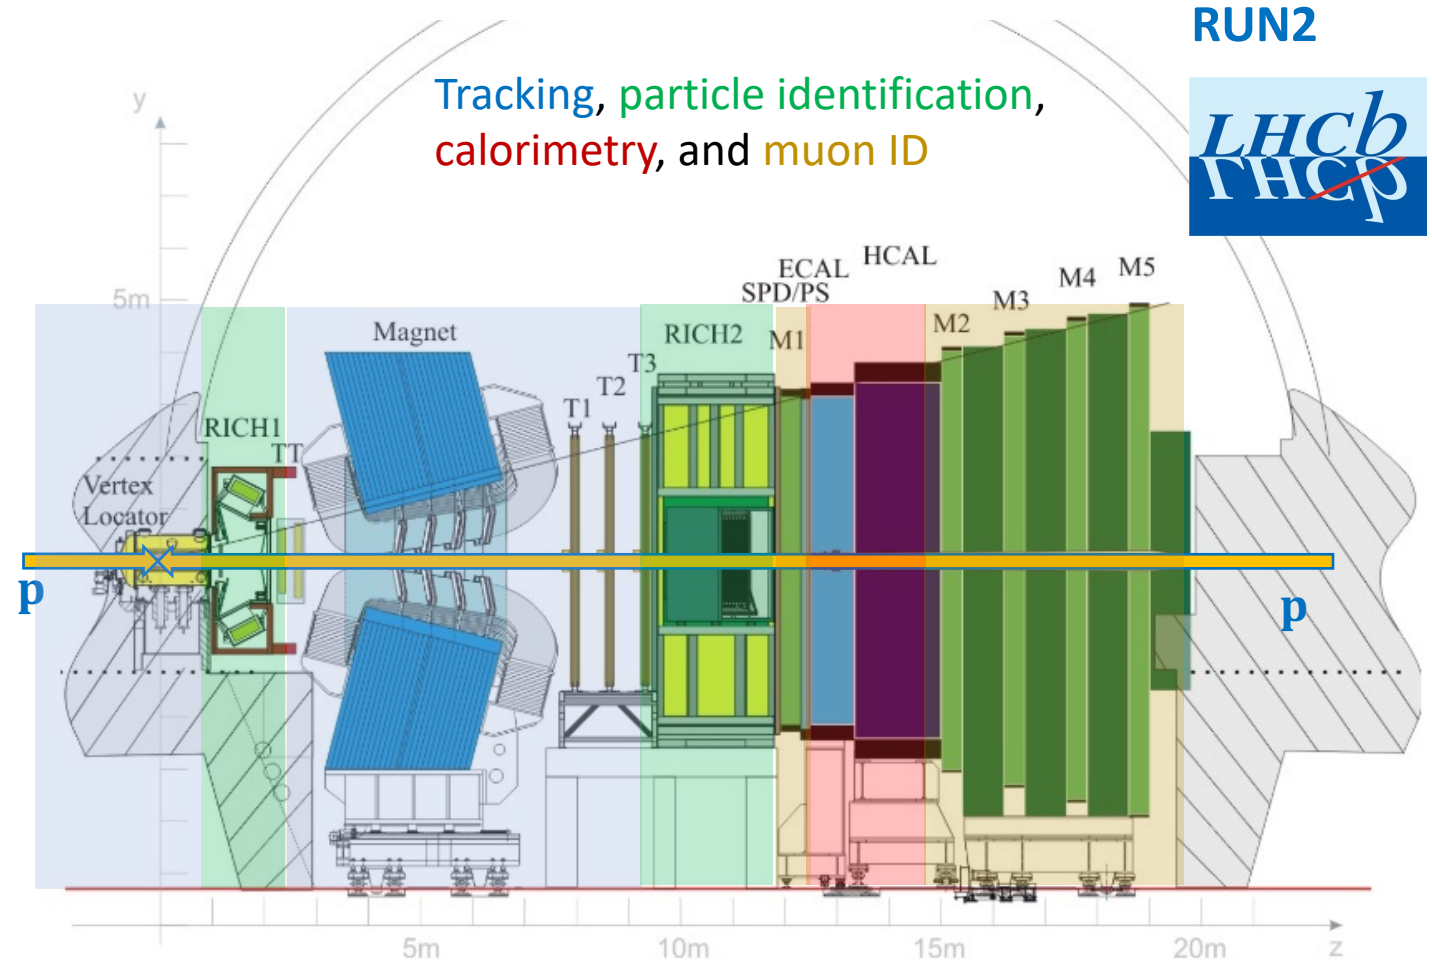 RUN2
Tracking, particle identification,
calorimetry, and muon ID
LHCb
LHCb
y
5m
HCAL
ECAL
SPD/PS
M5
M4
M3
M2
M1
RICH2
Magnet
T3
T2
T1
RICH1
TT
Vertex
Locator
p
p
5m
10m
15m
20m
z